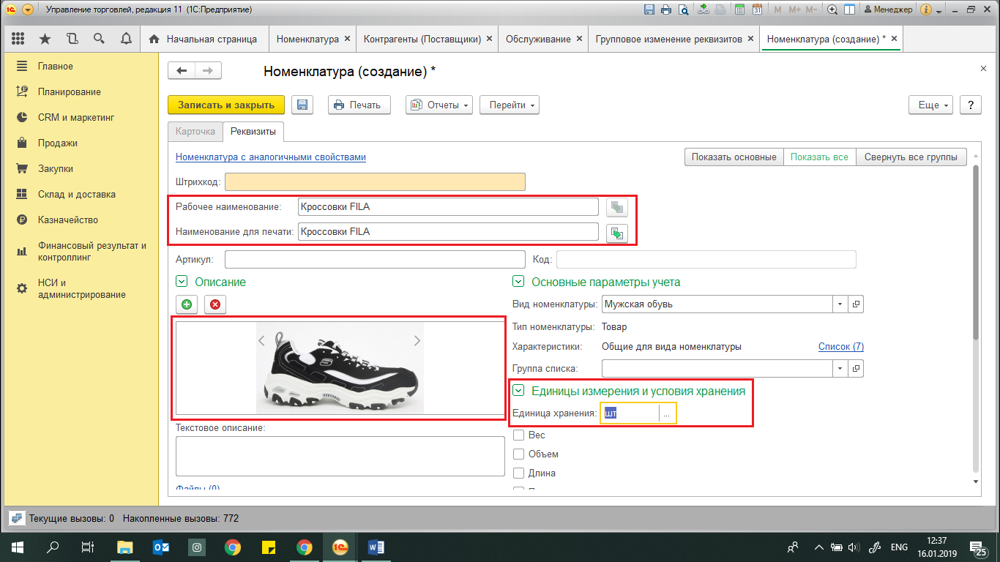 Управление торговлей, редакция 11 (1С:Предприятие)
M M+ M- Менеджер
Начальная страница
Номенклатура
Контрагенты (Поставщики)
Обслуживание
Групповое изменение реквизитов
Номенклатура (создание) *
Главное
Планирование
CRM и маркетинг
Продажи
Закупки
Склад и доставка
Казначейство
Финансовый результат и
контроллинг
НСИ и
администрирование
Номенклатура (создание) *
Записать и закрыть
Печать
Отчеты
Перейти
Еще
?
Карточка
Реквизиты
Номенклатура с аналогичными свойствами
Показать основные
Показать все
Свернуть все группы
Штрихкод:
Рабочее наименование: Кроссовки FILA
Наименование для печати: Кроссовки FILA
Артикул:
Код:
Описание
Текстовое описание:
Файлы (0)
Основные параметры учета
Вид номенклатуры: Мужская обувь
Тип номенклатуры: Товар
Характеристики: Общие для вида номенклатуры Список (7)
Группа списка:
Единицы измерения и условия хранения
Единица хранения: шт ...
Вес
Объем
Длина
Текущие вызовы: 0 Накопленные вызовы: 772
ENG
12:37
16.01.2019
25